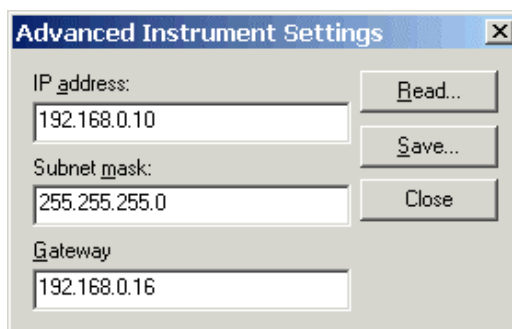 Advanced Instrument Settings
IP address:
192.168.0.10
Read...
Save...
Subnet mask:
255.255.255.0
Close
Gateway
192.168.0.16